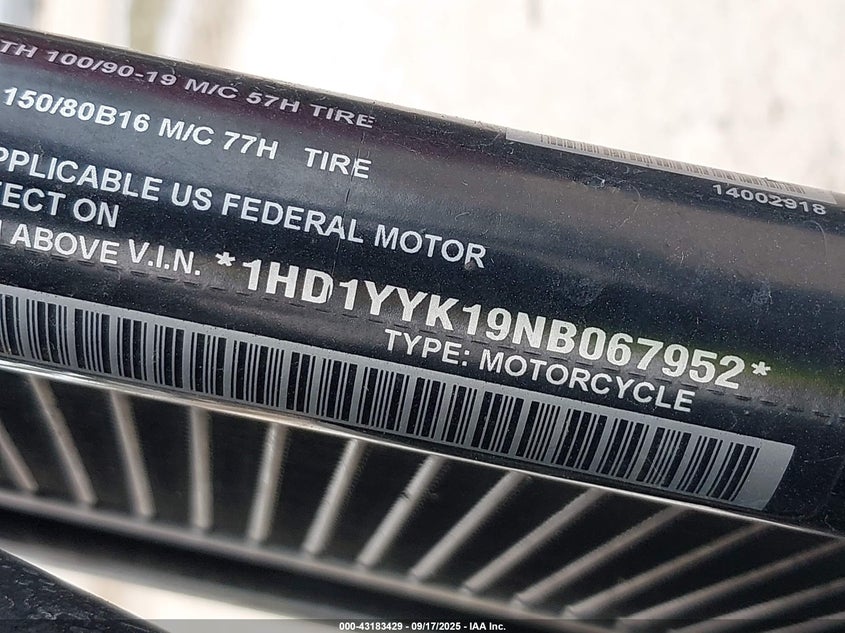 TH 100/90-19 M/C 57H TIRE
150/80B16 M/C 77H TIRE
14002918
PPLICABLE US FEDERAL MOTOR
FECT ON
ABOVE V.I.N. *1HD1YYK19NB067952*
TYPE: MOTORCYCLE
000-43183429 - 09/17/2025 - IAA Inc.